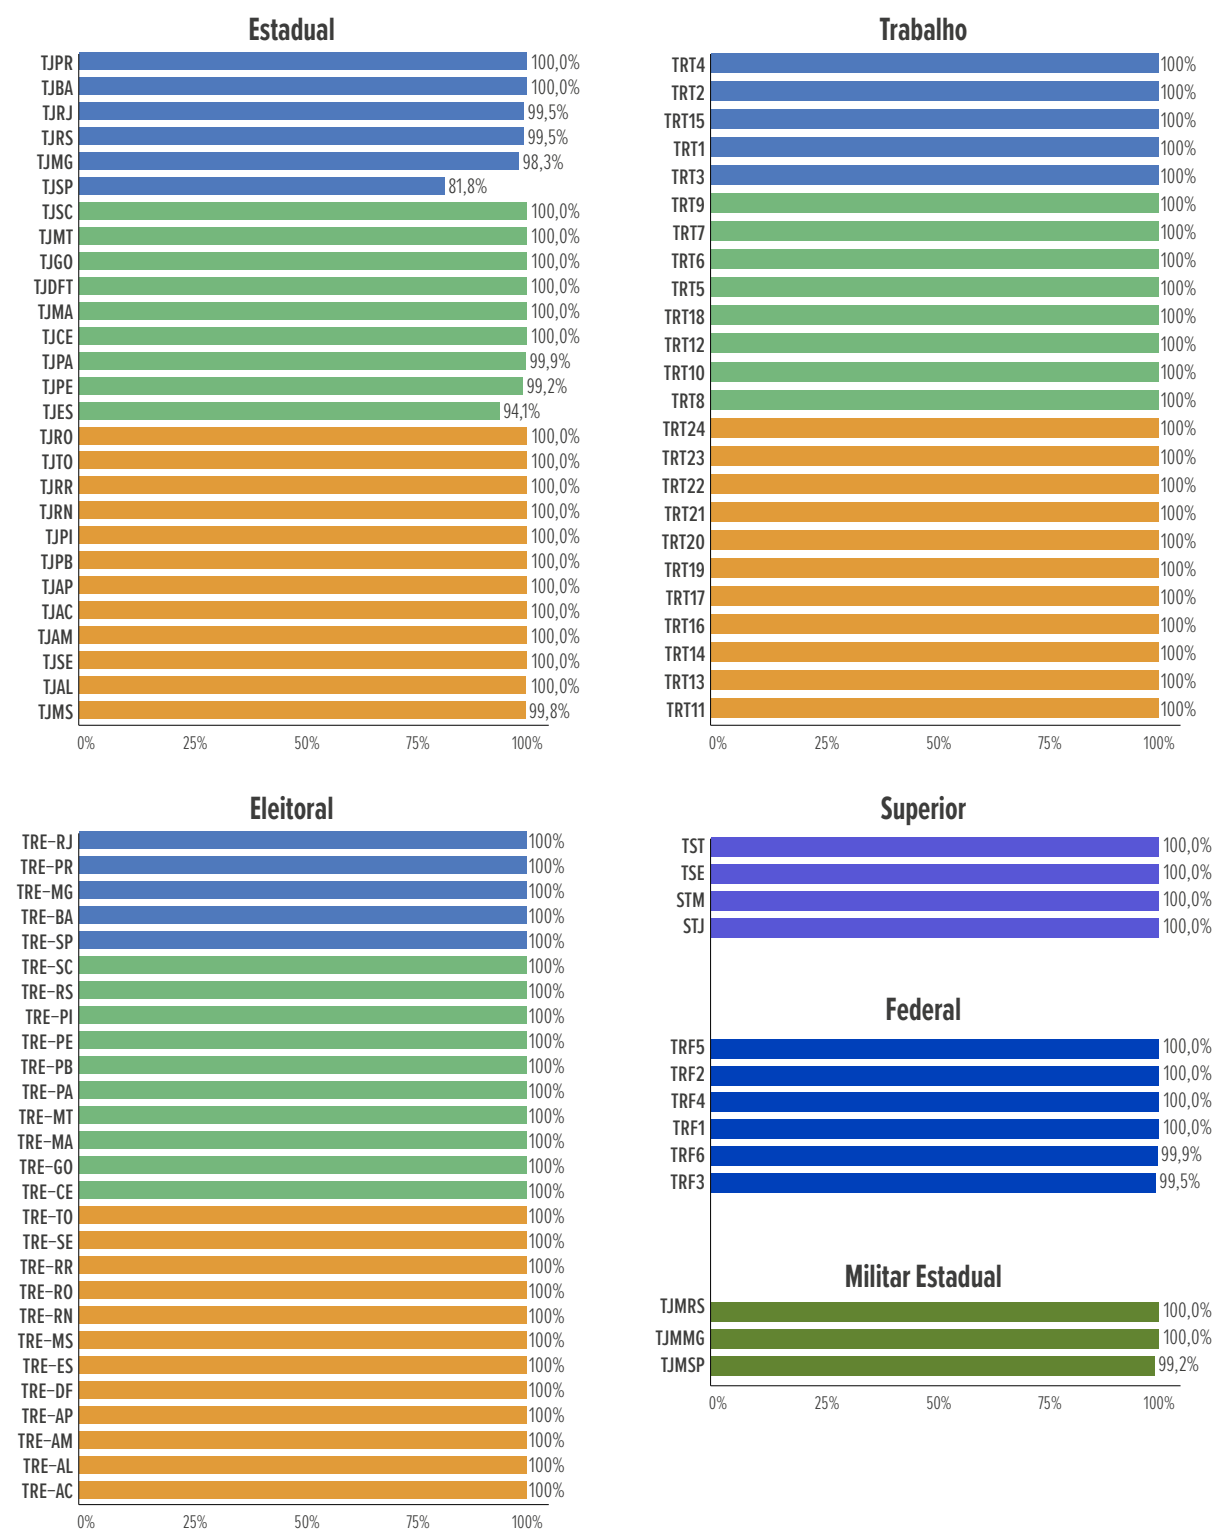 Estadual
TJPR 100,0%
TJBA 100,0%
TJRJ 99,5%
TJRS 99,5%
TJMG 98,3%
TJSP 81,8%
TJSC 100,0%
TJMT 100,0%
TJGO 100,0%
TJDFT 100,0%
TJMA 100,0%
TJCE 100,0%
TJPA 99,9%
TJPE 99,2%
TJES 94,1%
TJRO 100,0%
TJTO 100,0%
TJRR 100,0%
TJRN 100,0%
TJPI 100,0%
TJPB 100,0%
TJAP 100,0%
TJAC 100,0%
TJAM 100,0%
TJSE 100,0%
TJAL 100,0%
TJMS 99,8%
0% 25% 50% 75% 100%
Trabalho
TRT4 100%
TRT2 100%
TRT15 100%
TRT1 100%
TRT3 100%
TRT9 100%
TRT7 100%
TRT6 100%
TRT5 100%
TRT18 100%
TRT12 100%
TRT10 100%
TRT8 100%
TRT24 100%
TRT23 100%
TRT22 100%
TRT21 100%
TRT20 100%
TRT19 100%
TRT17 100%
TRT16 100%
TRT14 100%
TRT13 100%
TRT11 100%
0% 25% 50% 75% 100%
Eleitoral
TRE-RJ 100%
TRE-PR 100%
TRE-MG 100%
TRE-BA 100%
TRE-SP 100%
TRE-SC 100%
TRE-RS 100%
TRE-PI 100%
TRE-PE 100%
TRE-PB 100%
TRE-PA 100%
TRE-MT 100%
TRE-MA 100%
TRE-GO 100%
TRE-CE 100%
TRE-TO 100%
TRE-SE 100%
TRE-RR 100%
TRE-RO 100%
TRE-RN 100%
TRE-MS 100%
TRE-ES 100%
TRE-DF 100%
TRE-AP 100%
TRE-AM 100%
TRE-AL 100%
TRE-AC 100%
0% 25% 50% 75% 100%
Superior
TST 100,0%
TSE 100,0%
STM 100,0%
STJ 100,0%
Federal
TRF5 100,0%
TRF2 100,0%
TRF4 100,0%
TRF1 100,0%
TRF6 99,9%
TRF3 99,5%
Militar Estadual
TJMRS 100,0%
TJMMG 100,0%
TJMSP 99,2%
0% 25% 50% 75% 100%